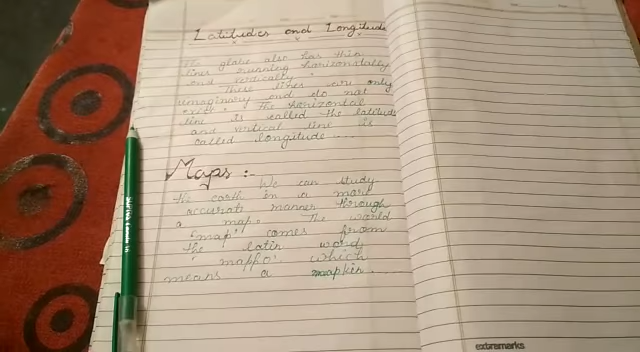 Latitudes and Longitude
The globe also has thin
lines running horizontally
and vertically.
These lines are only
imaginary and do not
exist. The horizontal
line is called the latitude
and vertical line is
called longitude
Maps :-
We can study
the earth in a more
accurate manner through
a map. The world
'map' comes from
the latin word
'mappo' which
means a mapkin.
extramarks